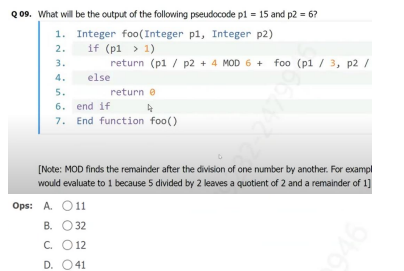 Q 09. What will be the output of the following pseudocode p1 = 15 and p2 = 6?
1. Integer foo(Integer p1, Integer p2)
2. if (p1 > 1)
3. return (p1 / p2 + 4 MOD 6 + foo (p1 / 3, p2 /
4. else
5. return 0
6. end if
7. End function foo()
[Note: MOD finds the remainder after the division of one number by another. For exampl
would evaluate to 1 because 5 divided by 2 leaves a quotient of 2 and a remainder of 1]
Ops: A. 11
B. 32
C. 12
D. 41